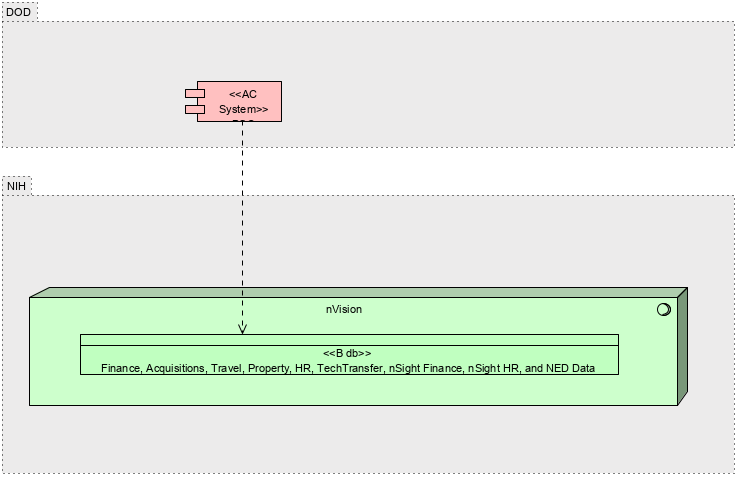 DOD
<<AC
System>>
NIH
nVision
<<B db>>
Finance, Acquisitions, Travel, Property, HR, TechTransfer, nSight Finance, nSight HR, and NED Data